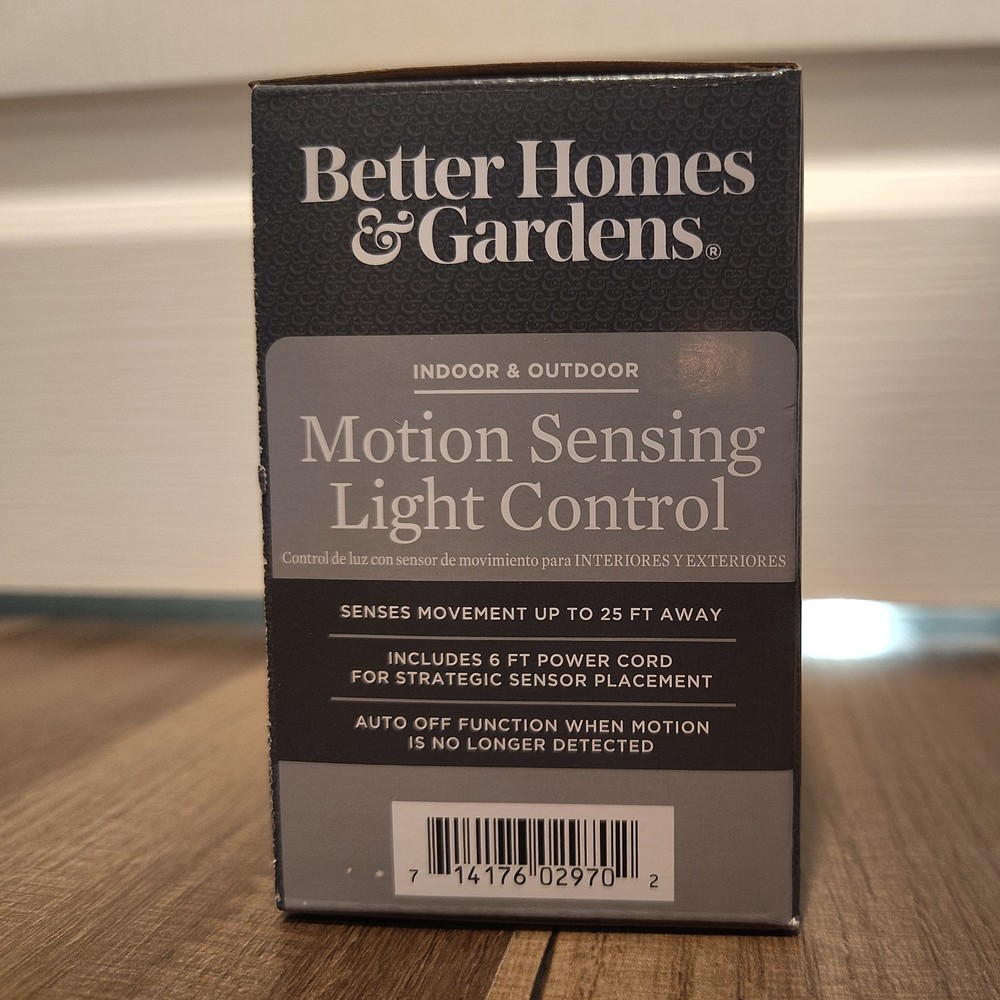 Better Homes
& Gardens®
INDOOR & OUTDOOR
Motion Sensing
Light Control
Control de luz con sensor de movimiento para INTERIORES Y EXTERIORES
SENSES MOVEMENT UP TO 25 FT AWAY
INCLUDES 6 FT POWER CORD
FOR STRATEGIC SENSOR PLACEMENT
AUTO OFF FUNCTION WHEN MOTION
IS NO LONGER DETECTED
7 14176 02970 2